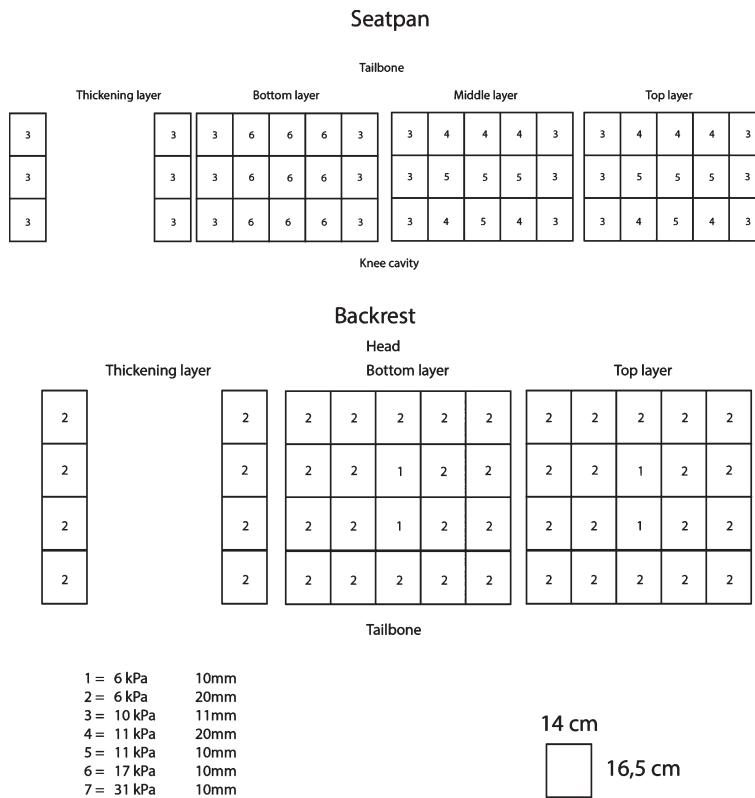 Seatpan
Tailbone
Thickening layer Bottom layer Middle layer Top layer
3 3 3 6 6 6 3 3 4 4 4 3 3 4 4 4 3
3 3 3 6 6 6 3 3 5 5 5 3 3 5 5 5 3
3 3 3 6 6 6 3 3 4 5 4 3 3 4 5 4 3
Knee cavity
Backrest
Head
Thickening layer Bottom layer Top layer
2 2 2 2 2 2 2 2 2 2 2 2
2 2 2 2 1 2 2 2 2 1 2 2
2 2 2 2 1 2 2 2 2 1 2 2
2 2 2 2 2 2 2 2 2 2 2 2
Tailbone
1 = 6 kPa 10mm
2 = 6 kPa 20mm
3 = 10 kPa 11mm
4 = 11 kPa 20mm
5 = 11 kPa 10mm
6 = 17 kPa 10mm
7 = 31 kPa 10mm
14 cm
16,5 cm